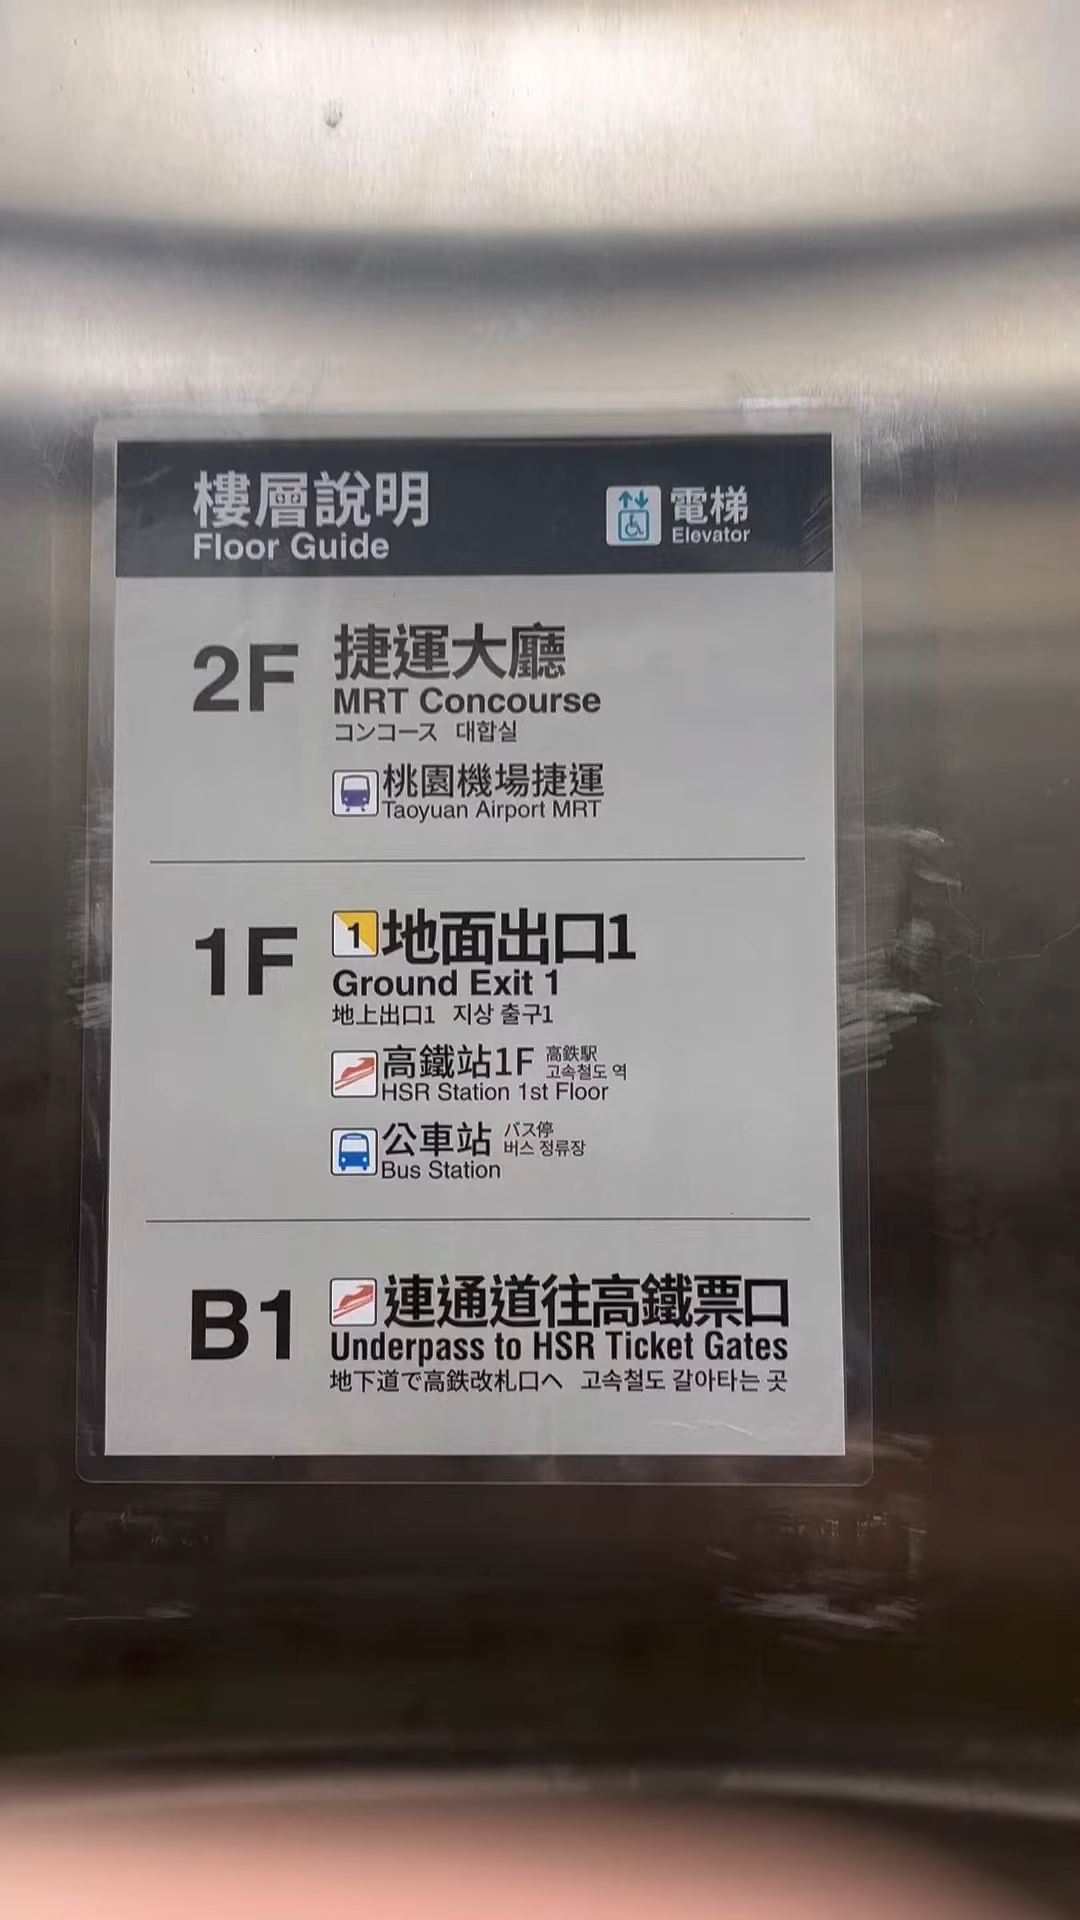 樓層說明
Floor Guide
電梯
Elevator
2F
捷運大廳
MRT Concourse
コンコース 대합실
桃園機場捷運
Taoyuan Airport MRT
1F
1 地面出口1
Ground Exit 1
地上出口1 지상 출구1
高鐵站1F
高鉄駅
고속철도 역
HSR Station 1st Floor
公車站
バス停
버스 정류장
Bus Station
B1
連通道往高鐵票口
Underpass to HSR Ticket Gates
地下道で高鉄改札口へ 고속철도 갈아타는 곳